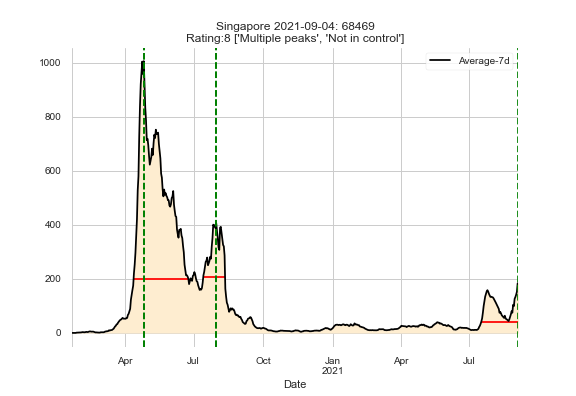 Singapore 2021-09-04: 68469
Rating:8 ['Multiple peaks', 'Not in control']
Average-7d
1000
800
600
400
200
0
Apr Jul Oct Jan Apr Jul
2021
Date